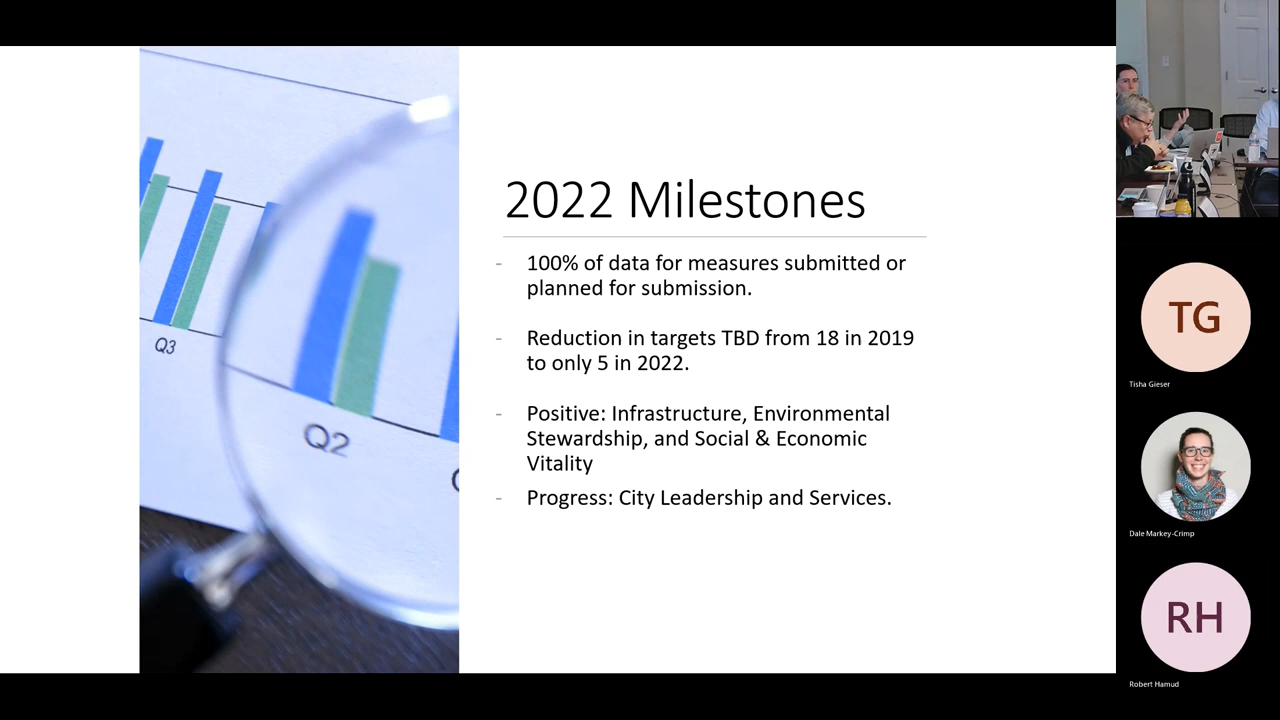 2022 Milestones
- 100% of data for measures submitted or
planned for submission.
- Reduction in targets TBD from 18 in 2019
to only 5 in 2022.
- Positive: Infrastructure, Environmental
Stewardship, and Social & Economic
Vitality
- Progress: City Leadership and Services.
Q3
Q2
TG
Tisha Gieser
Dale Markey-Crimp
RH
Robert Hamud